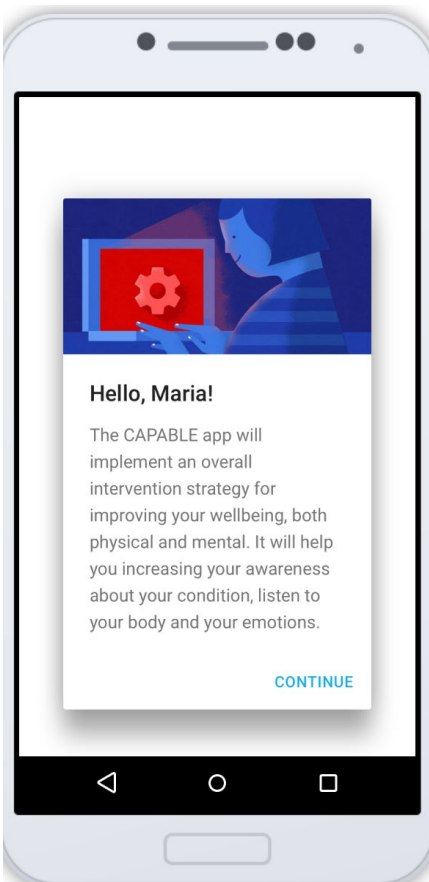 Hello, Maria!
The CAPABLE app will
implement an overall
intervention strategy for
improving your wellbeing, both
physical and mental. It will help
you increasing your awareness
about your condition, listen to
your body and your emotions.
CONTINUE